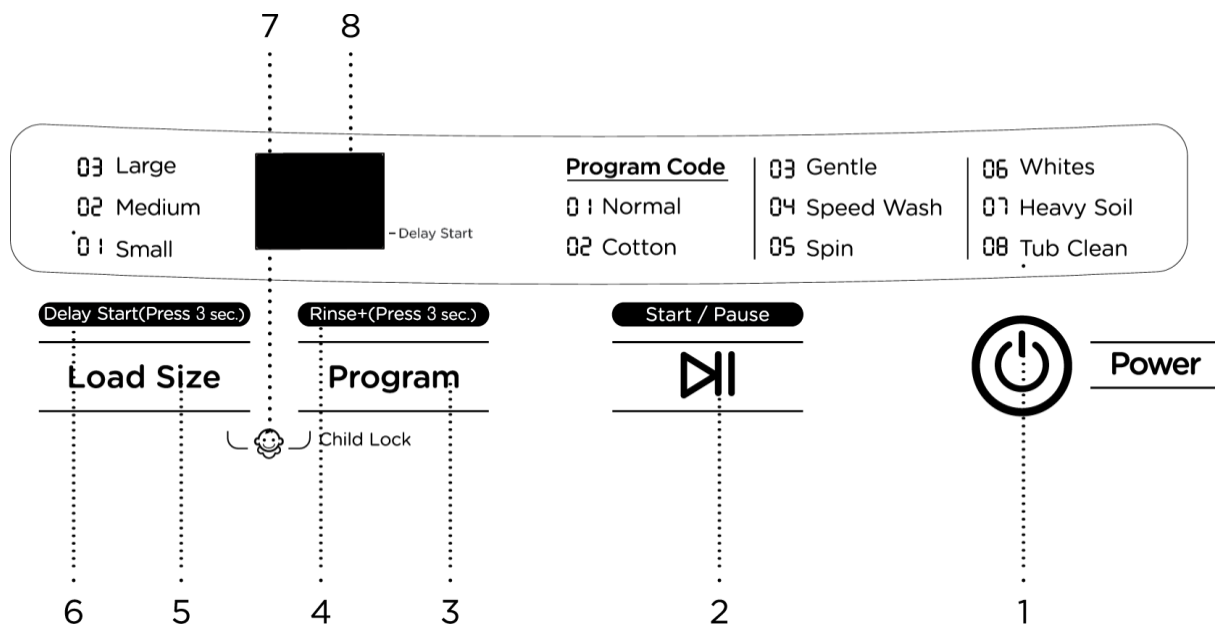 7 8
03 Large
02 Medium
01 Small
Delay Start
Program Code
01 Normal
02 Cotton
03 Gentle
04 Speed Wash
05 Spin
06 Whites
07 Heavy Soil
08 Tub Clean
Delay Start(Press 3 sec.)
Load Size
Rinse+(Press 3 sec.)
Program
Child Lock
Start / Pause
Power
6 5 4 3 2 1